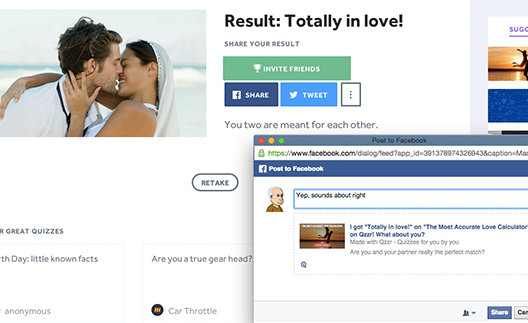 Result: Totally in love!
SUGG
SHARE YOUR RESULT
INVITE FRIENDS
SHARE
TWEET
You two are meant for each other.
RETAKE
R GREAT QUIZZES
rth Day: little known facts
anonymous
Are you a true gear head?
Car Throttle
Post to Facebook
https://www.facebook.com/dialog/feed?app_id=391378974326943&caption=Mad
Post to Facebook
Yep, sounds about right
I got "Totally in love!" on "The Most Accurate Love Calculator"
on Qzzr! What about you?
Made with Qzzr - Quizzes for you by you
Are you and your partner really the perfect match?
Share
Can